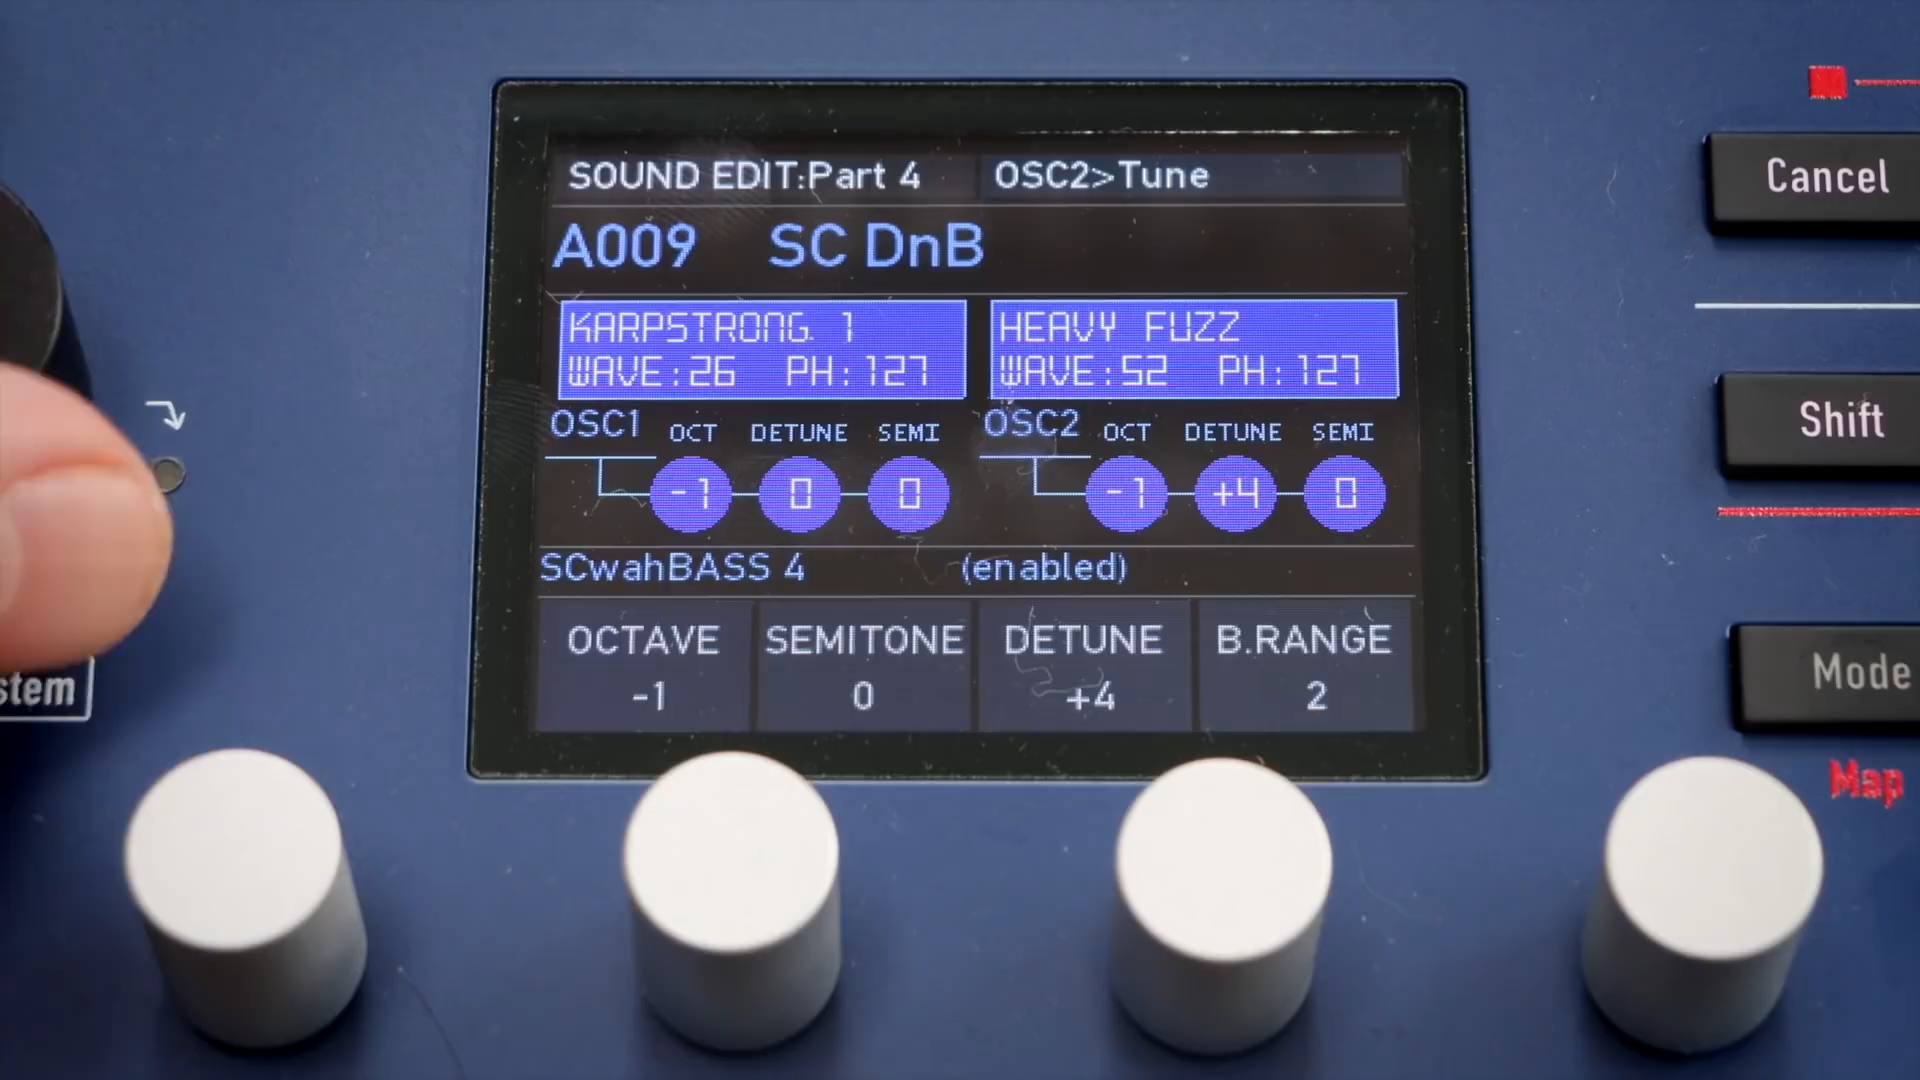 SOUND EDIT:Part 4 OSC2>Tune
A009 SC DnB
KARPSTRONG 1 HEAVY FUZZ
WAVE:26 PH:127 WAVE:52 PH:127
OSC1 OCT DETUNE SEMI OSC2 OCT DETUNE SEMI
-1 0 0 -1 +4 0
SCwahBASS 4 (enabled)
OCTAVE SEMITONE DETUNE B.RANGE
-1 0 +4 2
Cancel
Shift
Mode
Map
stem